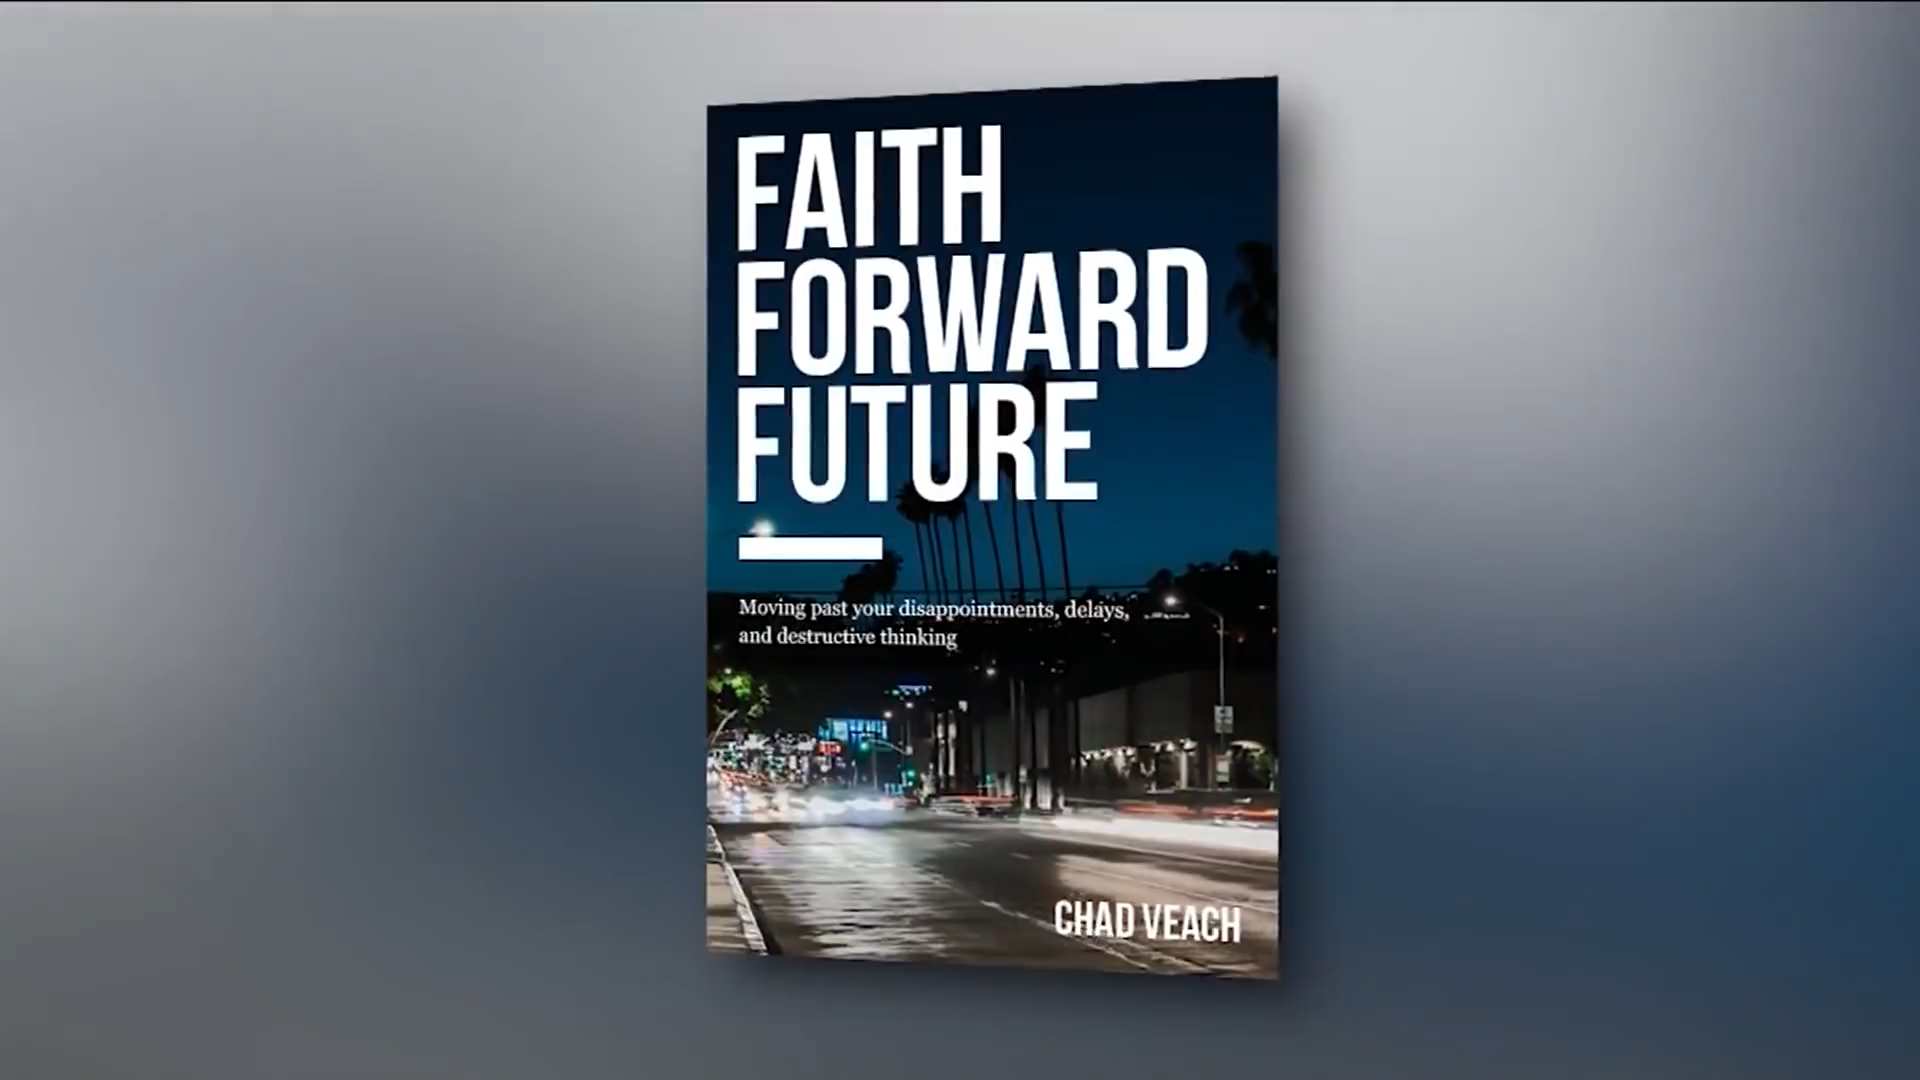 FAITH
FORWARD
FUTURE
Moving past your disappointments, delays,
and destructive thinking
CHAD VEACH